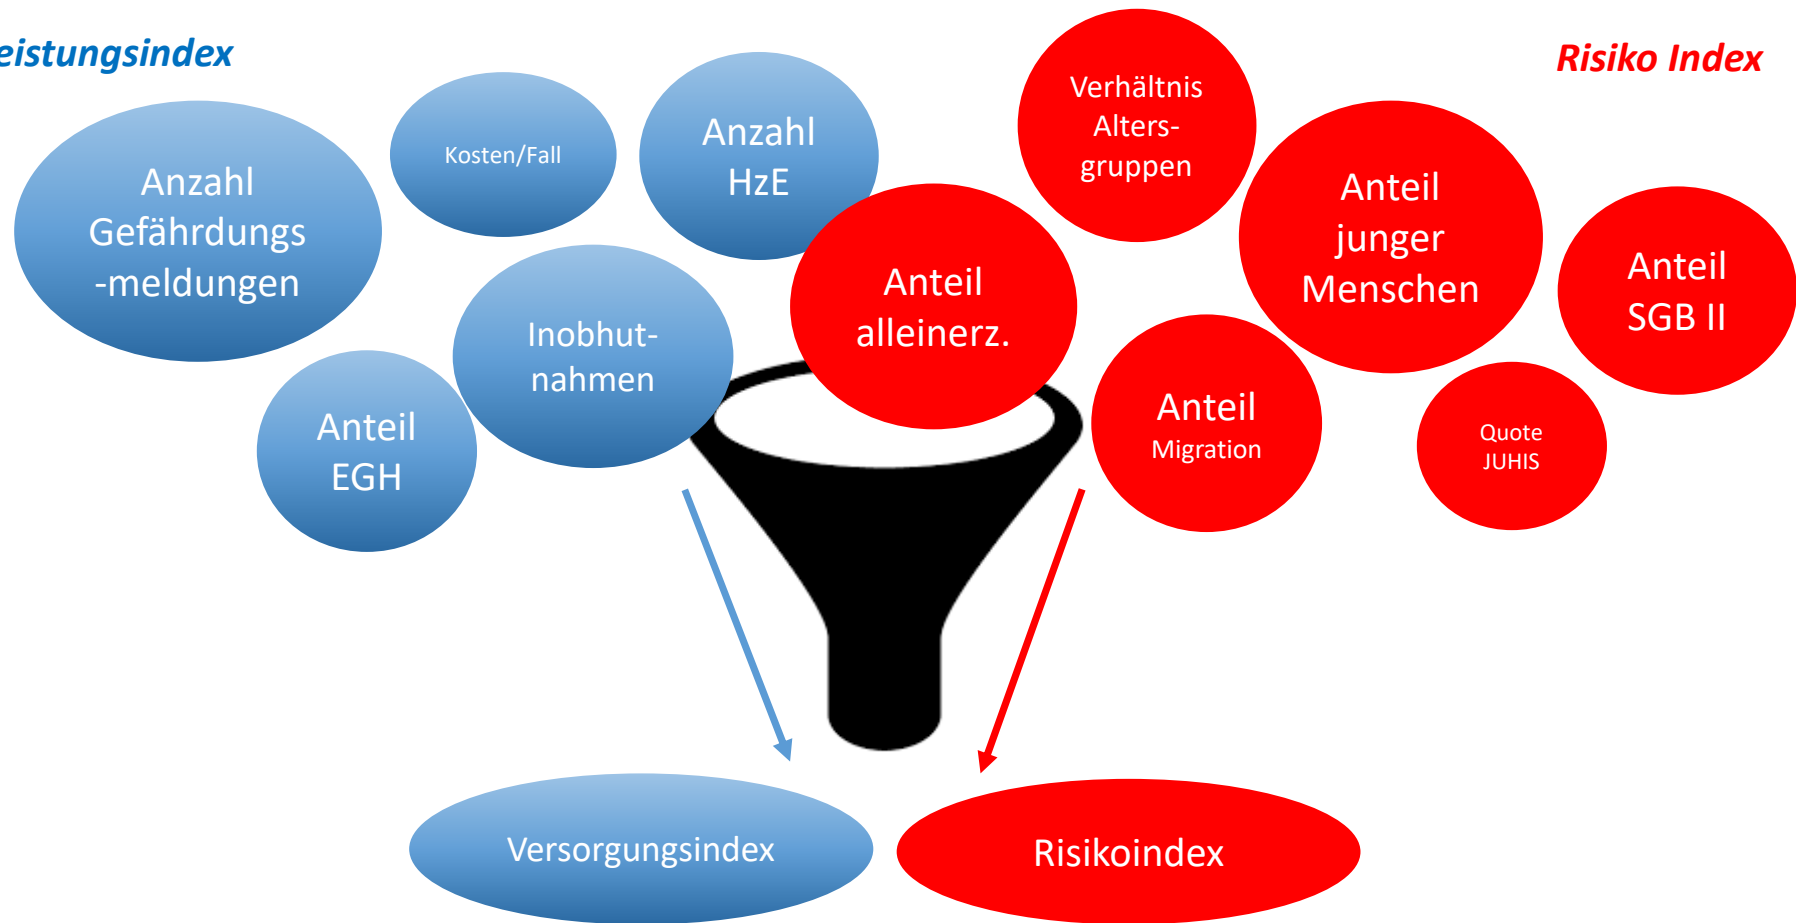 eistungsindex
Risiko Index
Anzahl
Gefährdungs
-meldungen
Kosten/Fall
Anzahl
HzE
Verhältnis
Alters-
gruppen
Anteil
junger
Menschen
Anteil
SGB II
Inobhut-
nahmen
Anteil
alleinerz.
Anteil
EGH
Anteil
Migration
Quote
JUHIS
Versorgungsindex
Risikoindex